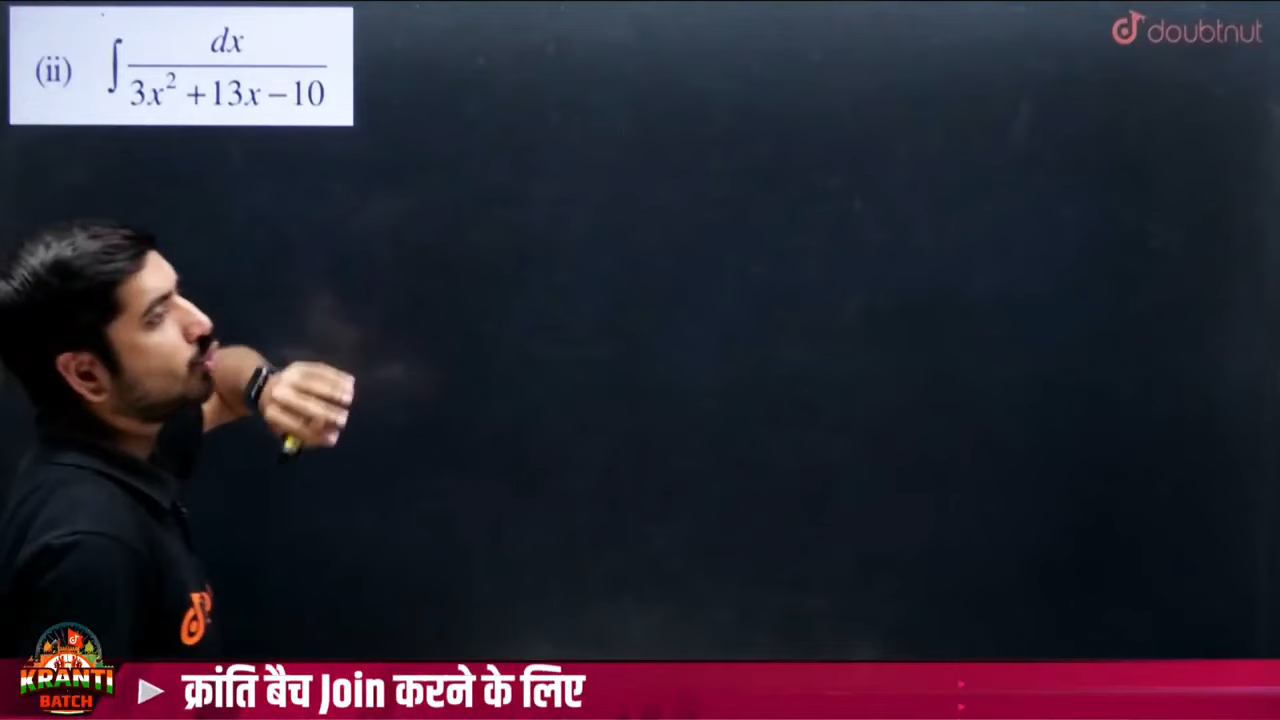 doubtnut
(ii) ∫ dx / (3x² + 13x − 10)
KRANTI
BATCH
क्रांति बैच Join करने के लिए